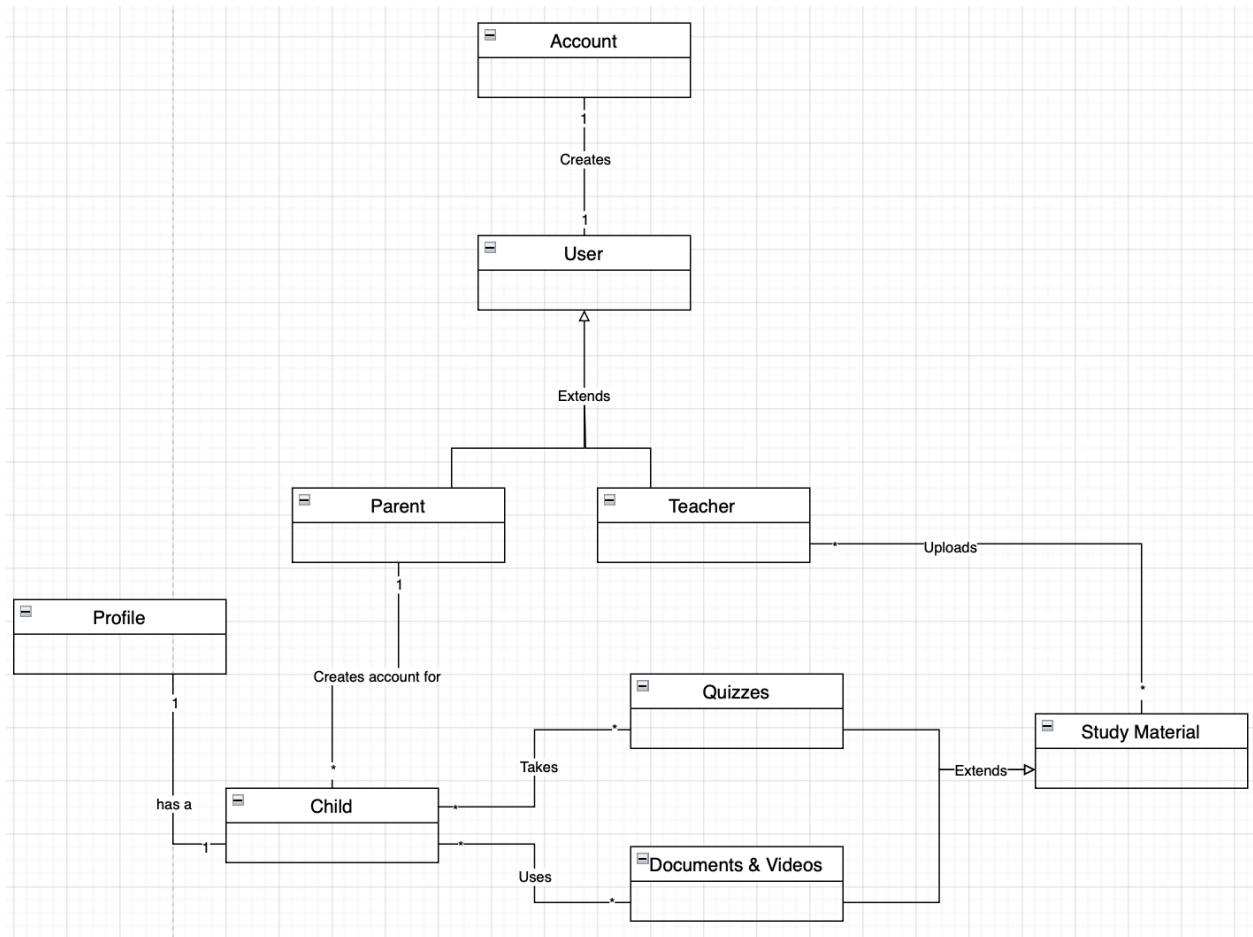 Account
1
Creates
1
User
Extends
Parent
Teacher
*
Uploads
1
Profile
Creates account for
Quizzes
*
1
*
Study Material
Takes
Extends
*
has a
Child
*
1
*
Documents & Videos
Uses
*